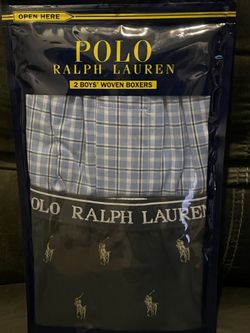 OPEN HERE
POLO
RALPH LAUREN
2 BOYS' WOVEN BOXERS
OLO RALPH LAUREN